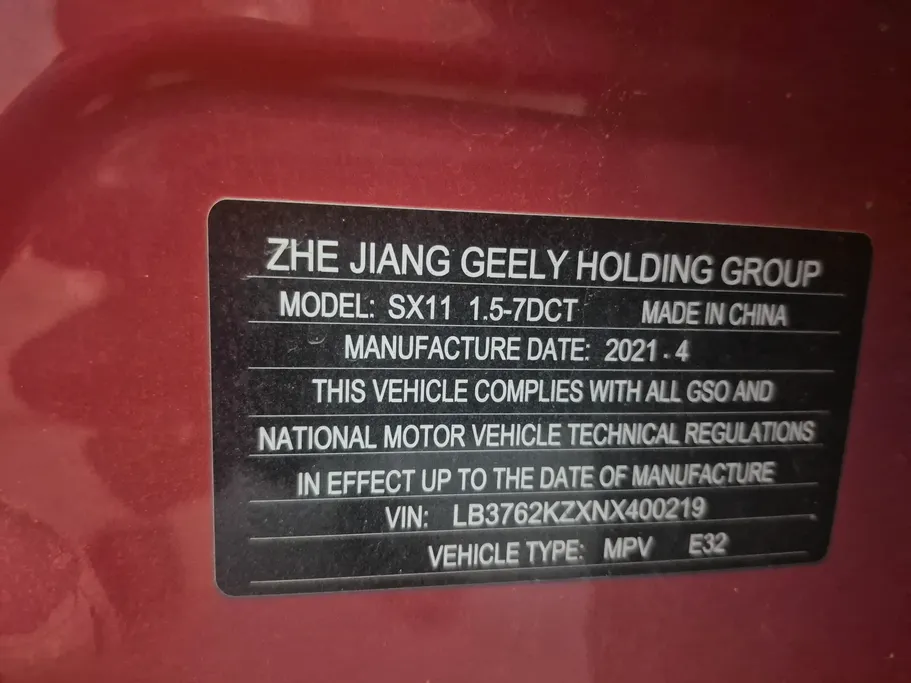 ZHE JIANG GEELY HOLDING GROUP
MODEL: SX11 1.5-7DCT MADE IN CHINA
MANUFACTURE DATE: 2021.4
THIS VEHICLE COMPLIES WITH ALL GSO AND
NATIONAL MOTOR VEHICLE TECHNICAL REGULATIONS
IN EFFECT UP TO THE DATE OF MANUFACTURE
VIN: LB3762KZXNX400219
VEHICLE TYPE: MPV E32